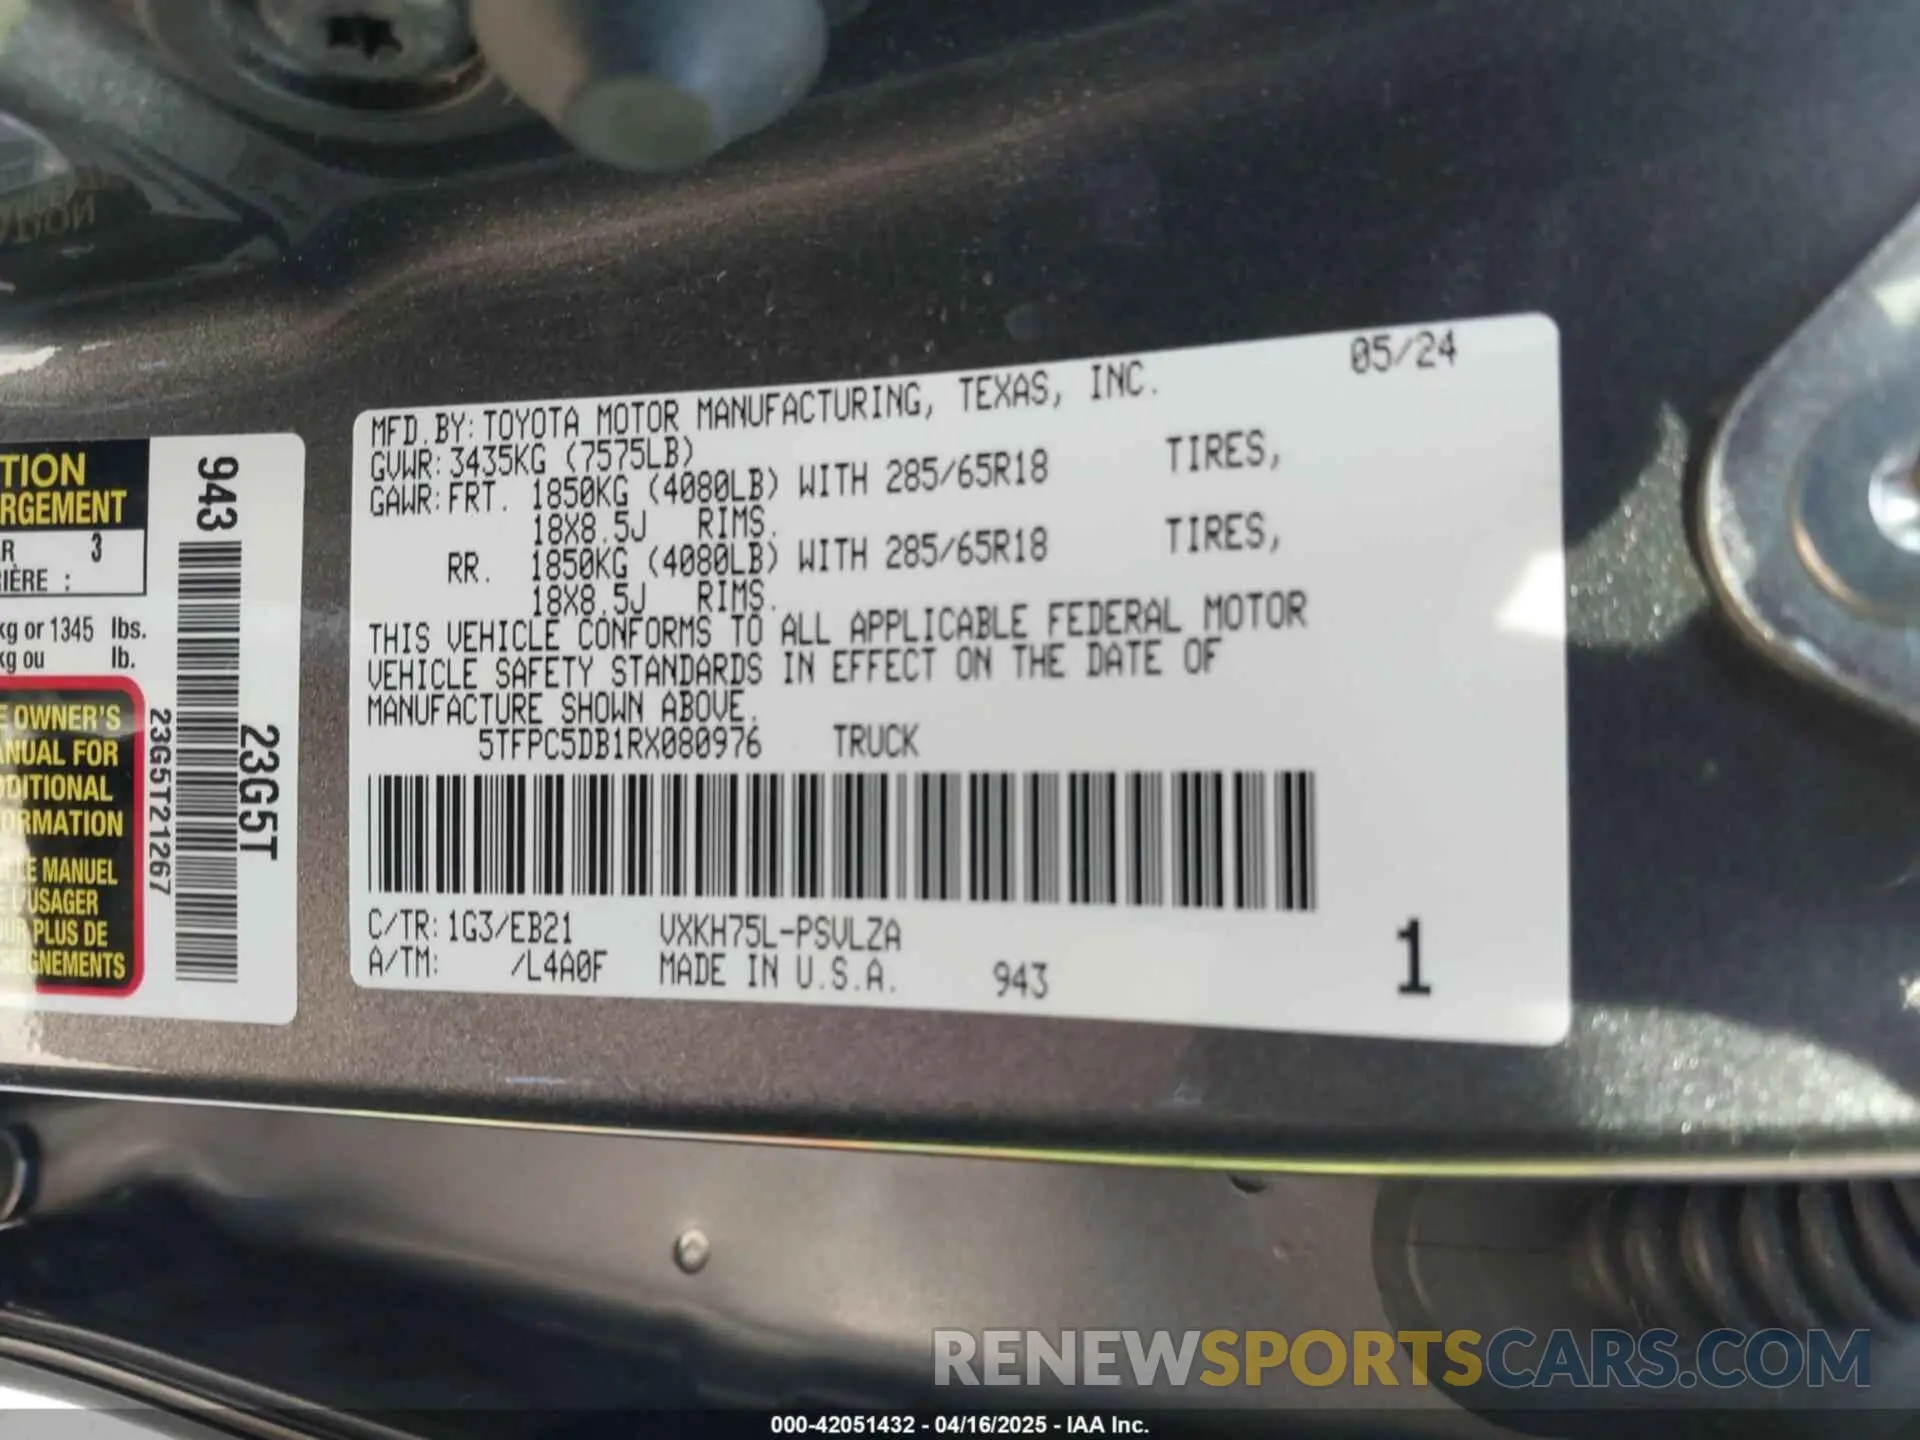 MFD.BY:TOYOTA MOTOR MANUFACTURING, TEXAS, INC. 05/24
GVWR:3435KG (7575LB)
GAWR:FRT. 1850KG (4080LB) WITH 285/65R18 TIRES,
18X8.5J RIMS.
RR. 1850KG (4080LB) WITH 285/65R18 TIRES,
18X8.5J RIMS.
THIS VEHICLE CONFORMS TO ALL APPLICABLE FEDERAL MOTOR
VEHICLE SAFETY STANDARDS IN EFFECT ON THE DATE OF
MANUFACTURE SHOWN ABOVE.
5TFPC5DB1RX080976 TRUCK
C/TR:1G3/EB21 VXKH75L-PSVLZA
A/TM: /L4A0F MADE IN U.S.A. 943 1
TION
RGEMENT
R 3
IÈRE :
kg or 1345 lbs.
kg ou lb.
E OWNER'S
ANUAL FOR
DDITIONAL
ORMATION
LE MANUEL
L'USAGER
PLUS DE
GNEMENTS
943
23G5T21267
23G5T
RENEWSPORTSCARS.COM
000-42051432 - 04/16/2025 - IAA Inc.